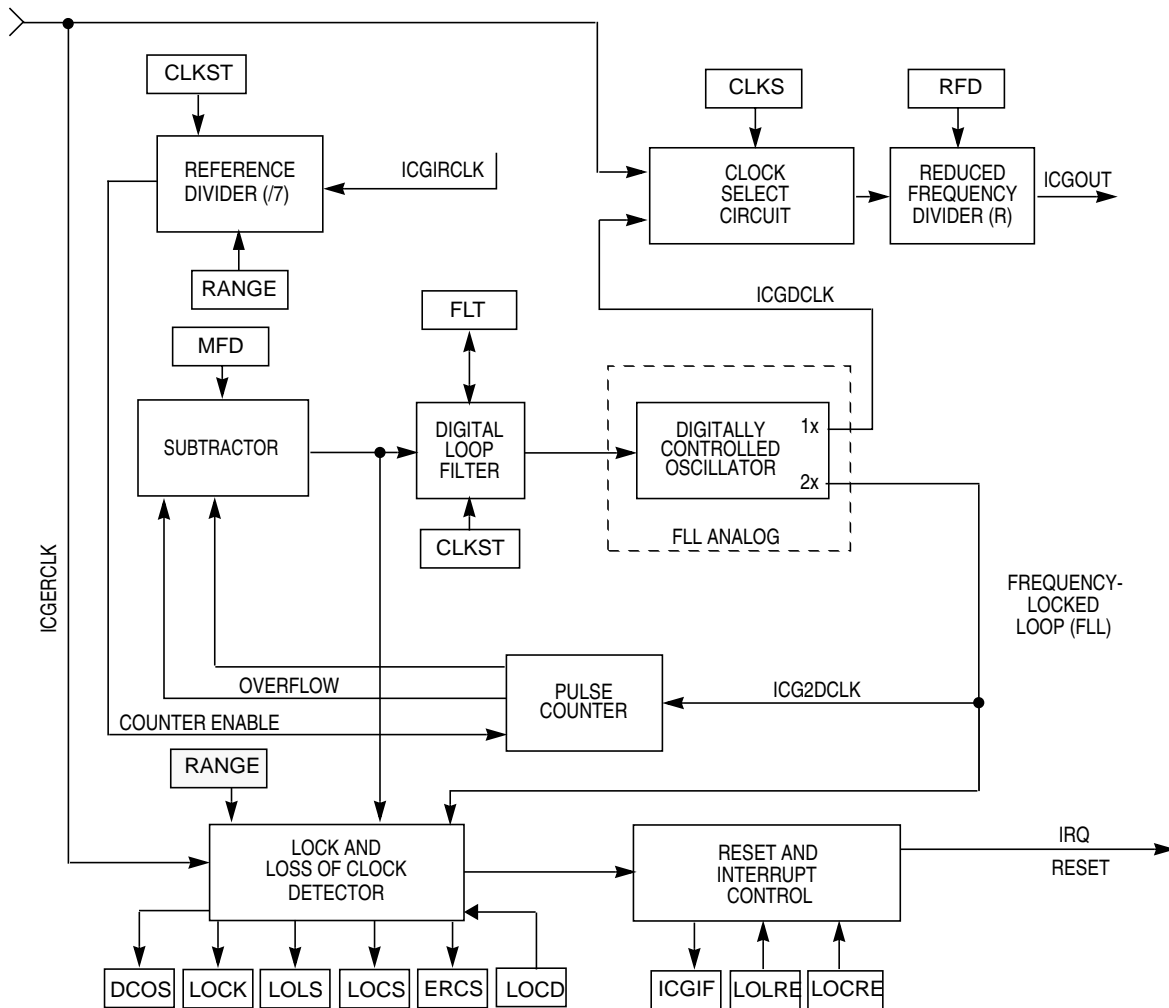 CLKST
CLKS
RFD
REFERENCE
DIVIDER (/7)
ICGIRCLK
CLOCK
SELECT
CIRCUIT
REDUCED
FREQUENCY
DIVIDER (R)
ICGOUT
RANGE
ICGDCLK
FLT
MFD
SUBTRACTOR
DIGITAL
LOOP
FILTER
DIGITALLY
CONTROLLED
OSCILLATOR
1x
2x
CLKST
FLL ANALOG
ICGERCLK
FREQUENCY-
LOCKED
LOOP (FLL)
OVERFLOW
PULSE
COUNTER
ICG2DCLK
COUNTER ENABLE
RANGE
LOCK AND
LOSS OF CLOCK
DETECTOR
RESET AND
INTERRUPT
CONTROL
IRQ
RESET
DCOS
LOCK
LOLS
LOCS
ERCS
LOCD
ICGIF
LOLRE
LOCRE